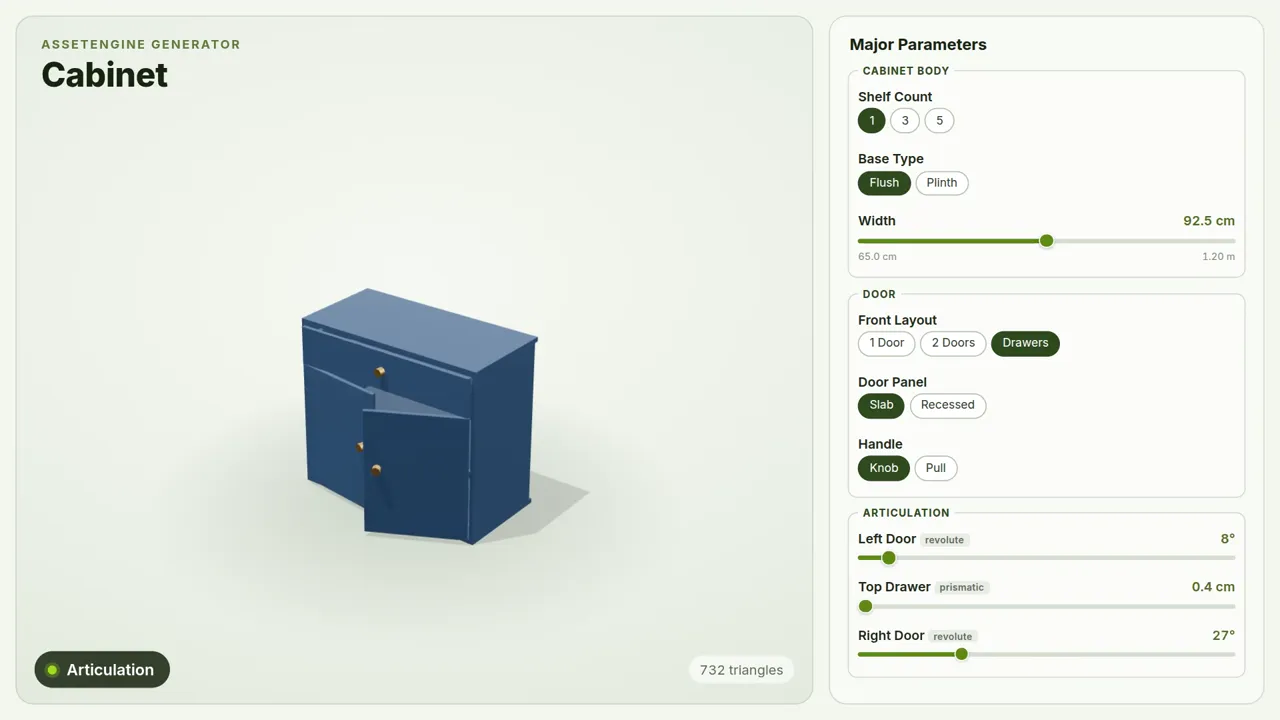 ASSETENGINE GENERATOR
Cabinet
Articulation
732 triangles
Major Parameters
CABINET BODY
Shelf Count
1 3 5
Base Type
Flush Plinth
Width 92.5 cm
65.0 cm 1.20 m
DOOR
Front Layout
1 Door 2 Doors Drawers
Door Panel
Slab Recessed
Handle
Knob Pull
ARTICULATION
Left Door revolute 8°
Top Drawer prismatic 0.4 cm
Right Door revolute 27°